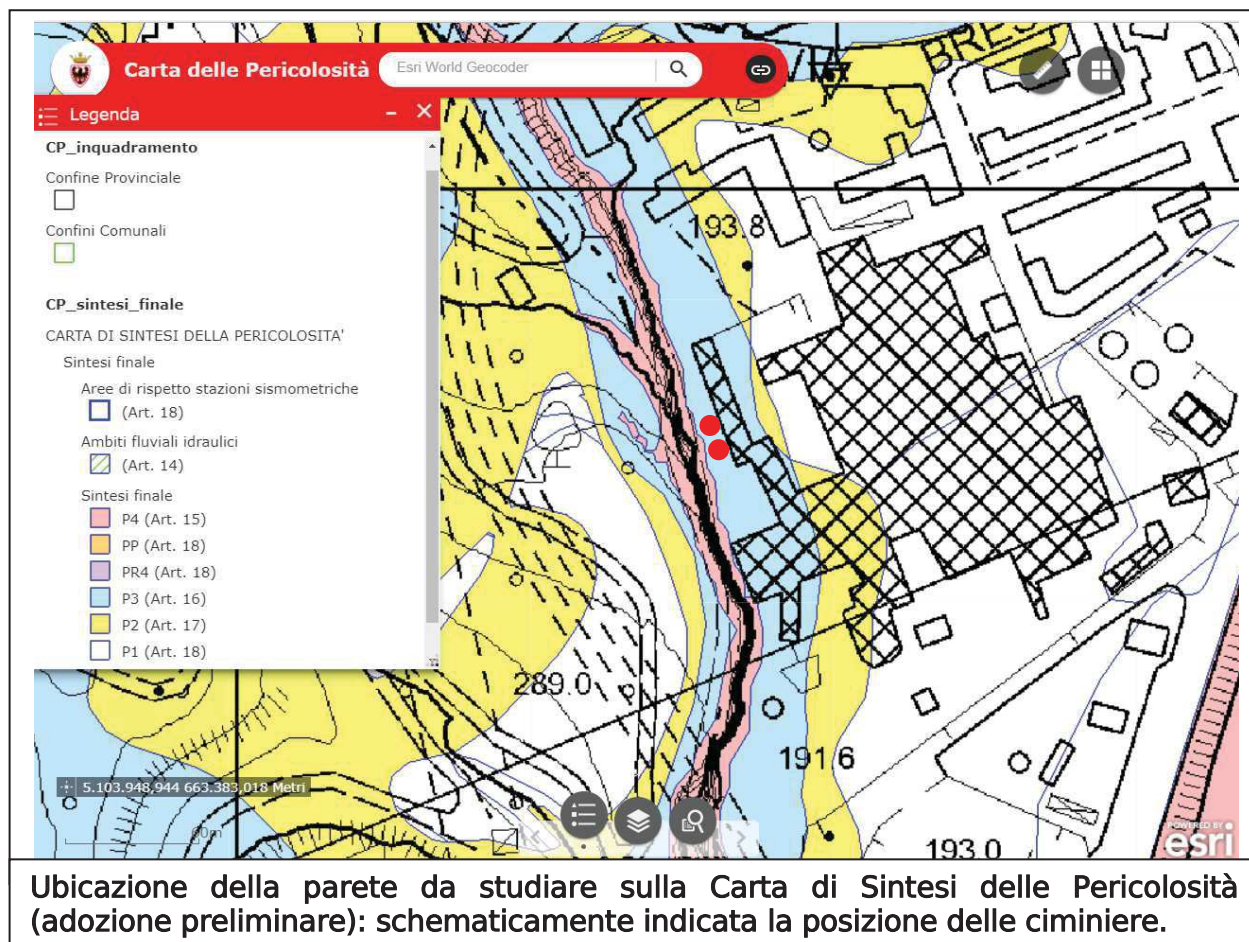 Carta delle Pericolosità
Esri World Geocoder
Legenda
CP_inquadramento
Confine Provinciale
Confini Comunali
CP_sintesi_finale
CARTA DI SINTESI DELLA PERICOLOSITA'
Sintesi finale
Aree di rispetto stazioni sismometriche
(Art. 18)
Ambiti fluviali idraulici
(Art. 14)
Sintesi finale
P4 (Art. 15)
PP (Art. 18)
PR4 (Art. 18)
P3 (Art. 16)
P2 (Art. 17)
P1 (Art. 18)
BRES
193.8
289.0
191.6
193.0
5.103.948,944 663.383,018 Metri
60m
POWERED BY
esri
Ubicazione della parete da studiare sulla Carta di Sintesi delle Pericolosità
(adozione preliminare): schematicamente indicata la posizione delle ciminiere.